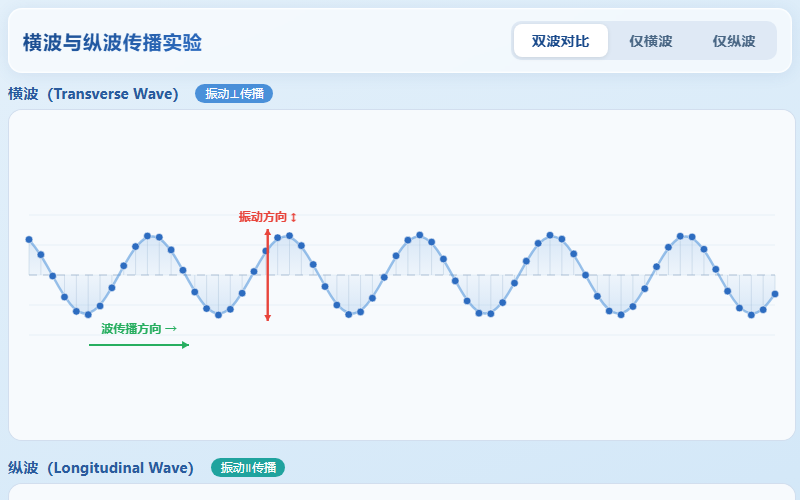 横波与纵波传播实验
双波对比 仅横波 仅纵波
横波（Transverse Wave） 振动⊥传播
振动方向 ↕
波传播方向 →
纵波（Longitudinal Wave） 振动∥传播